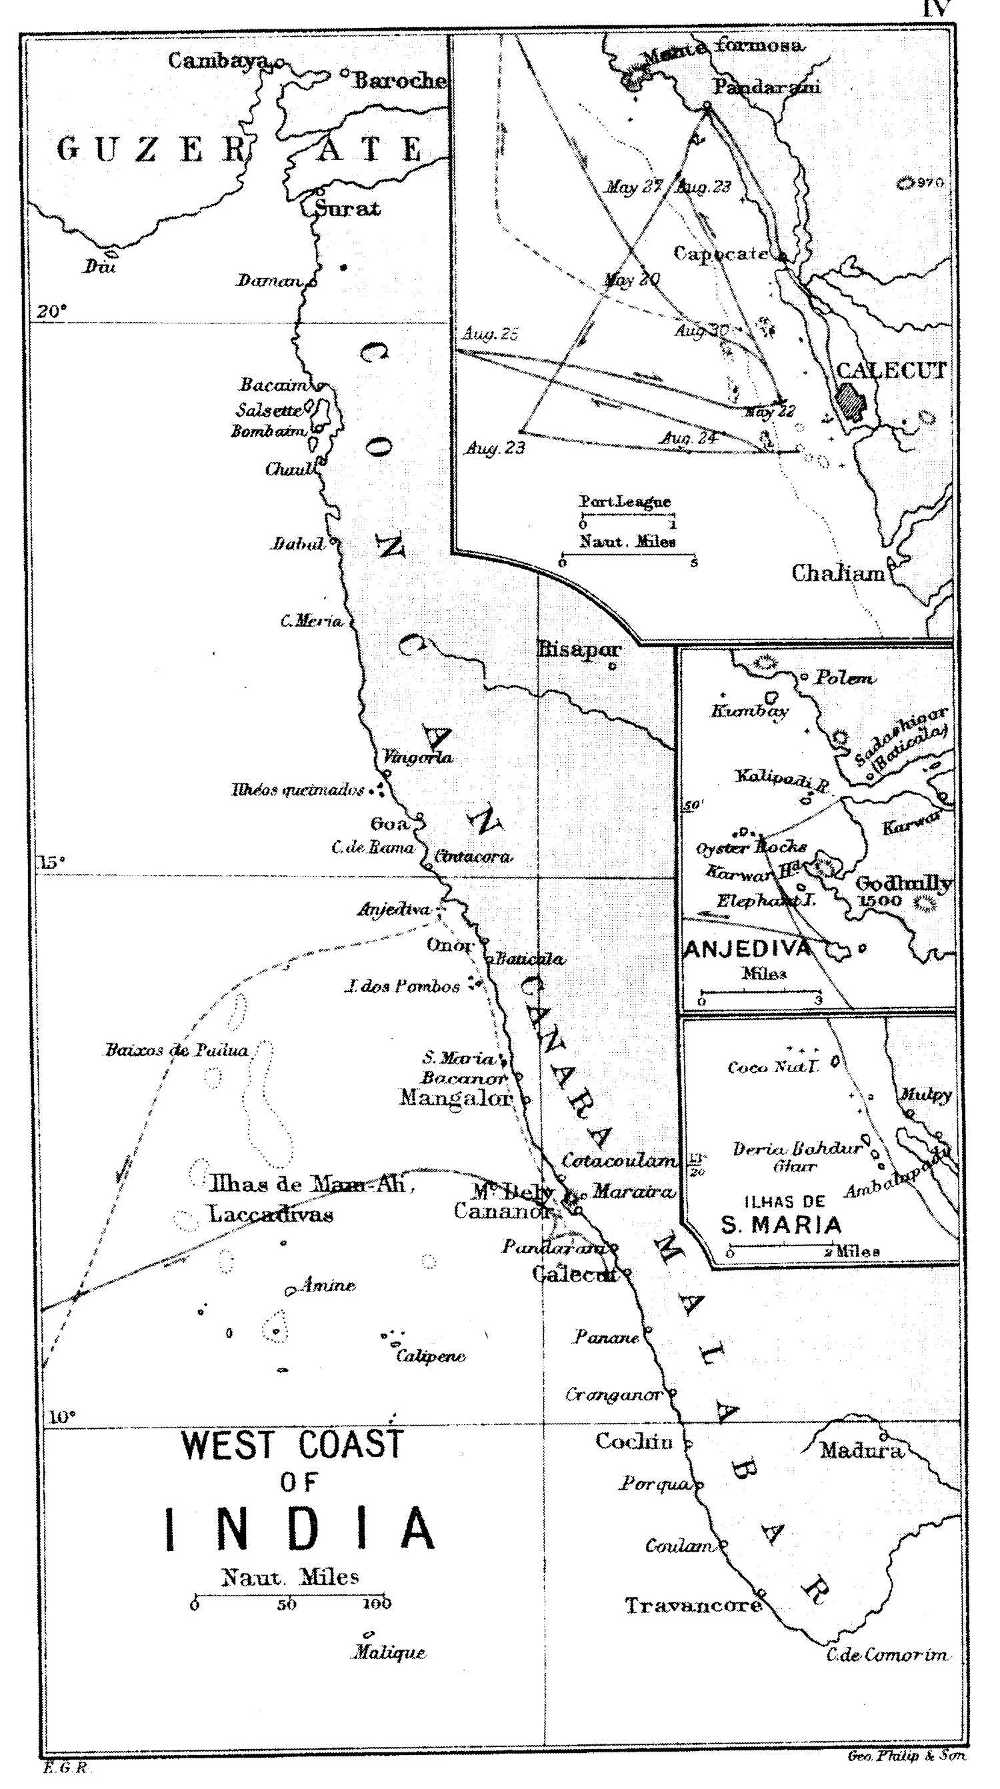 IV
Cambaya
Baroche
GUZERATE
Surat
Diu
Daman
20°
Bacaim
Salsette
Bombaim
Chaul
Dabul
C. Meria
CONCAN
Bisapor
Vingorla
Ilhéos queimados
Goa
C. de Rama
Cintacora
15°
Anjediva
Onor
Baticala
I. dos Pombos
CANARA
Baixos de Padua
S. Maria
Bacanor
Mangalor
Cotacoulam
Ilhas de Mam-Ali,
Laccadivas
Mt. Dely
Maraira
Cananor
Pandarani
Calecut
Amine
Calipene
Panane
MALABAR
Cranganor
10°
Cochin
Madura
Porqua
Coulam
Travancore
C. de Comorim
WEST COAST
OF
INDIA
Naut. Miles
0 50 100
Malique
Monte formosa
Pandarani
970
May 27
Aug. 23
Capocate
May 20
Aug. 30
Aug. 25
CALECUT
May 22
Aug. 24
Aug. 23
Port. League
0 1
Naut. Miles
0 5
Chaliam
Polem
Kumbay
Sadashigar
(Baticala)
Kalipadi R.
50'
Karwar
Oyster Rocks
Karwar Hd.
Godhully
1500
Elephant I.
ANJEDIVA
Miles
0 3
Coco Nut I.
Mulpy
Deria Bahdur
Ghur
13°
20
Ambalapadu
ILHAS DE
S. MARIA
0 2 Miles
E.G.R.
Geo. Philip & Son